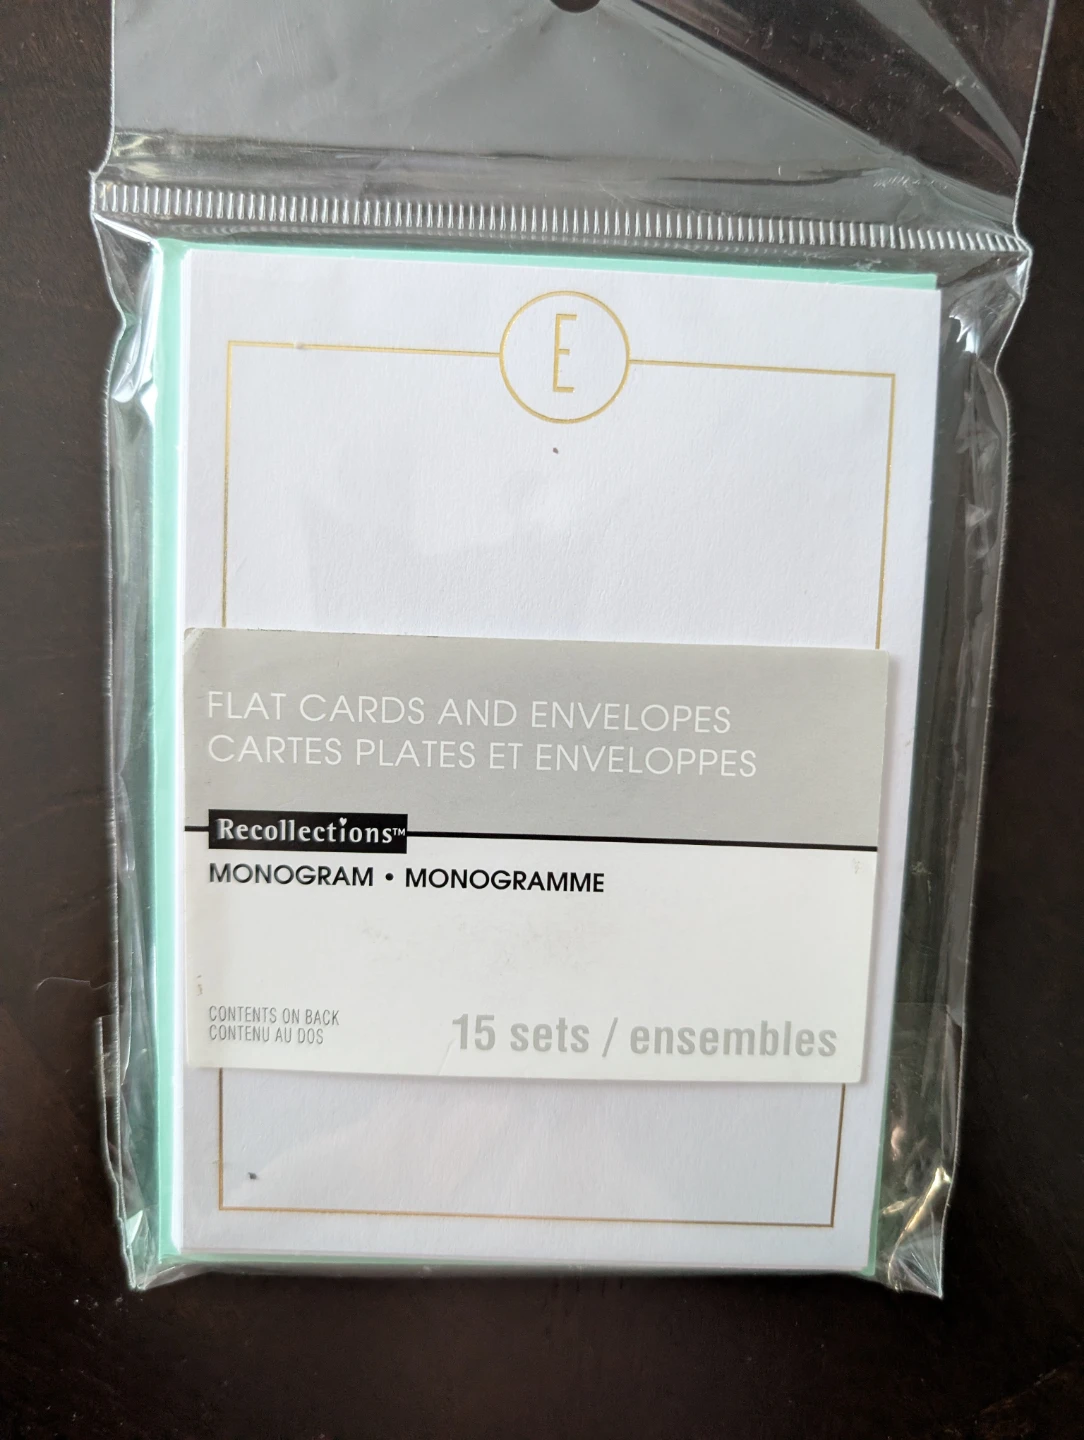 E
FLAT CARDS AND ENVELOPES
CARTES PLATES ET ENVELOPPES
Recollections™
MONOGRAM • MONOGRAMME
CONTENTS ON BACK
CONTENU AU DOS
15 sets / ensembles